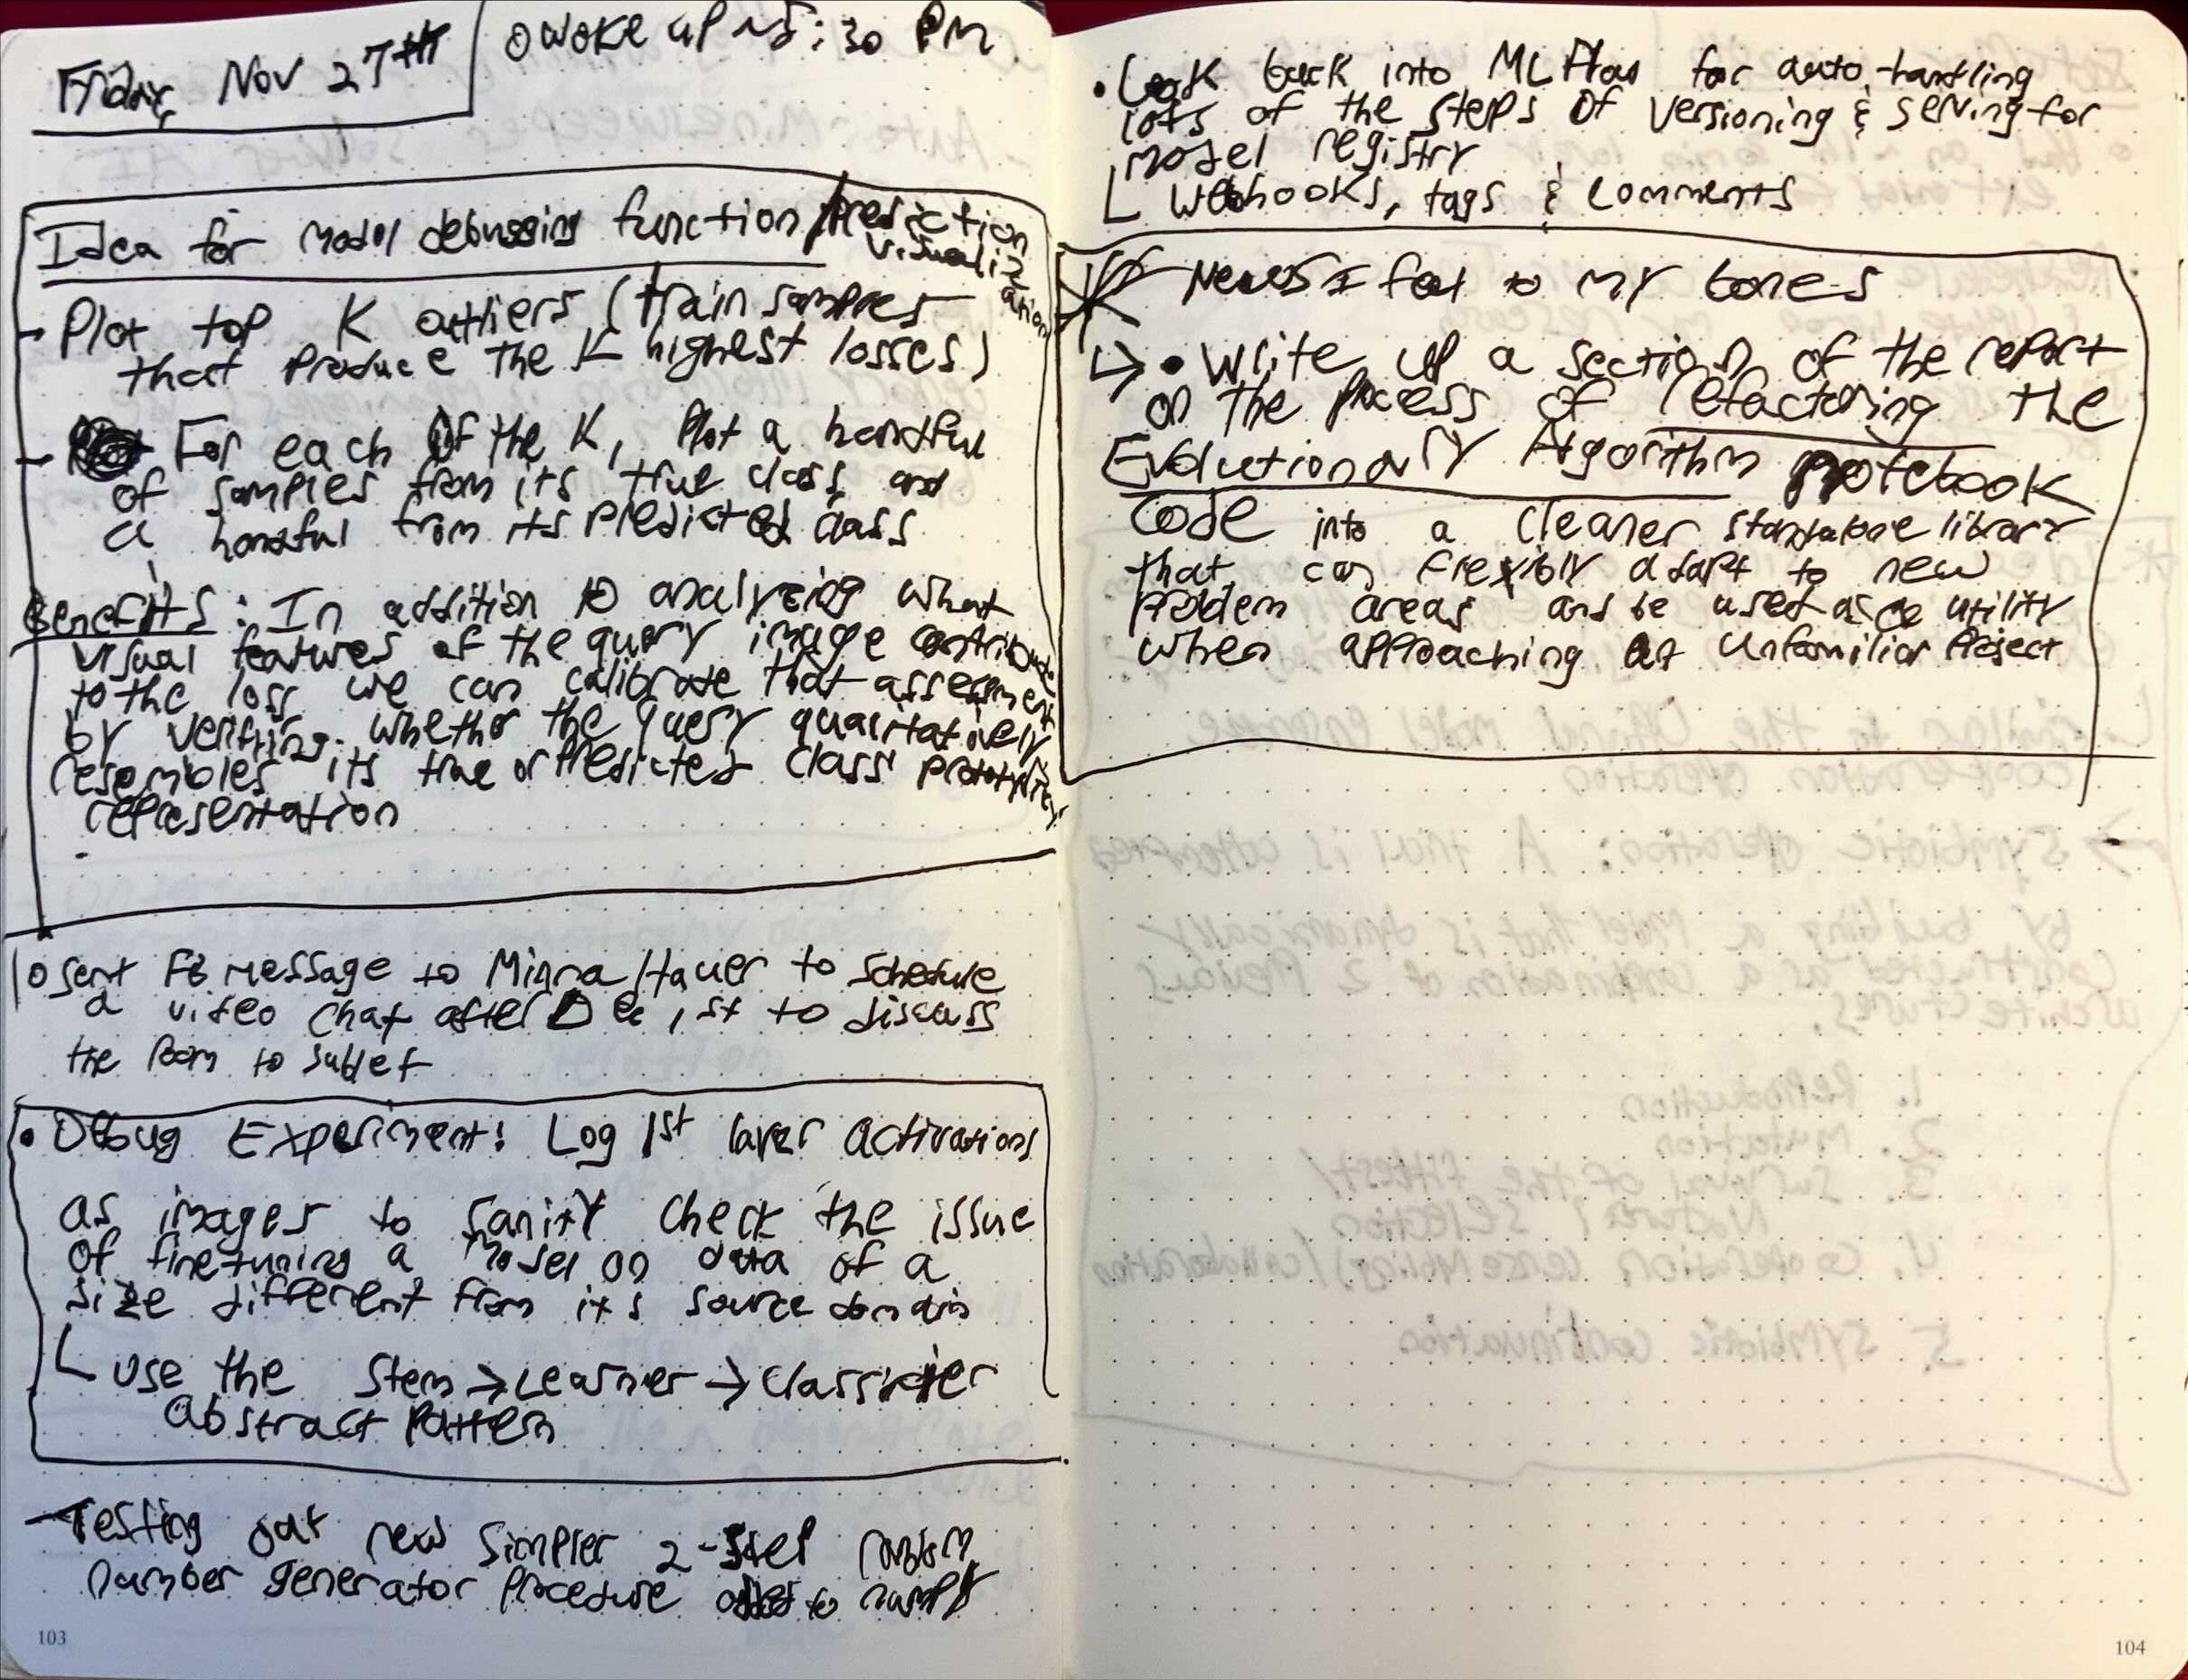 Friday Nov 27TH
woke up ~5:30 PM
Idea for model debugging function/prediction
visualization
- Plot top K outliers (train samples
that produce the K highest losses)
- For each of the K, Plot a handful
of samples from its true class and
a handful from its predicted class
Benefits: In addition to analyzing what
visual features of the query image contribute
to the loss we can calibrate that assessment
by verifying whether the query qualitatively
resembles its true or Predicted class
representation
Sent FB message to to schedule
a video chat after Dec 1st to discuss
the Room to sublet
• Debug Experiment: Log 1st layer activations
as images to sanity check the issue
of finetuning a model on data of a
size different from its source domain
└ use the stem → Learner → classifier
abstract pattern
- Testing out new simpler 2-step random
number generator procedure to
103
• Look back into ML Flow for auto-handling
lots of the steps of versioning & serving for
model registry
└ Webhooks, tags & comments
to my bones
↳ • Write up a section of the report
on the process of refactoring the
Evolutionary Algorithm notebook
code into a cleaner standalone library
that can flexibly adapt to new
problem areas and be used as a utility
when approaching an unfamiliar Project
104